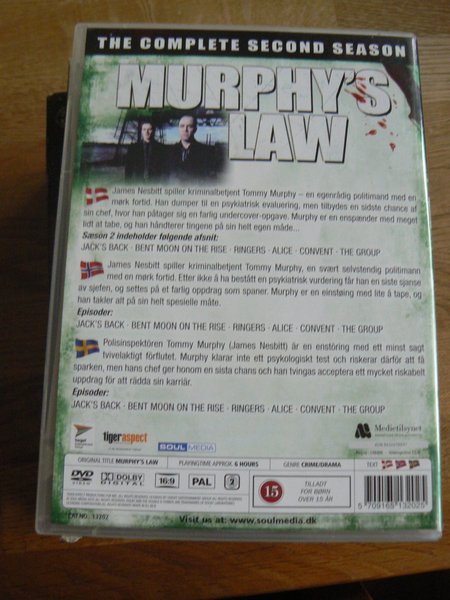 THE COMPLETE SECOND SEASON
MURPHY'S
LAW
James Nesbitt spiller kriminalbetjent Tommy Murphy – en egenrådig politimand med en
mørk fortid. Han dumper til en psykiatrisk evaluering, men tilbydes en sidste chance af
sin chef, hvor han påtager sig en farlig undercover-opgave. Murphy er en enspænder med meget
lidt at tabe, og han håndterer tingene på sin helt egen måde...
Sæson 2 indeholder følgende afsnit:
JACK'S BACK · BENT MOON ON THE RISE · RINGERS · ALICE · CONVENT · THE GROUP
James Nesbitt spiller kriminalbetjent Tommy Murphy, en svært selvstendig politimann
med en mørk fortid. Etter ikke å ha bestått en psykiatrisk vurdering får han en siste sjanse
av sjefen, og settes på et farlig oppdrag som spaner. Murphy er en einstøing med lite å tape, og
han takler alt på sin helt spesielle måte.
Episoder:
JACK'S BACK · BENT MOON ON THE RISE · RINGERS · ALICE · CONVENT · THE GROUP
Polisinspektören Tommy Murphy (James Nesbitt) är en enstöring med ett minst sagt
tvivelaktigt förflutet. Murphy klarar inte ett psykologiskt test och riskerar därför att få
sparken, men hans chef ger honom en sista chans och han tvingas acceptera ett mycket riskabelt
uppdrag för att rädda sin karriär.
Episoder:
JACK'S BACK · BENT MOON ON THE RISE · RINGERS · ALICE · CONVENT · THE GROUP
tigeraspect
SOUL MEDIA
Medietilsynet
ORIGINAL TITLE MURPHY'S LAW
PLAYINGTIME APPROX. 6 HOURS
GENRE CRIME/DRAMA
TEXT
DVD
VIDEO
DOLBY
DIGITAL
16:9
PAL
2
15
TILLADT
FOR BØRN
OVER 15 ÅR
5 709165 132025
CAT.NO. 13202
Visit us at: www.soulmedia.dk